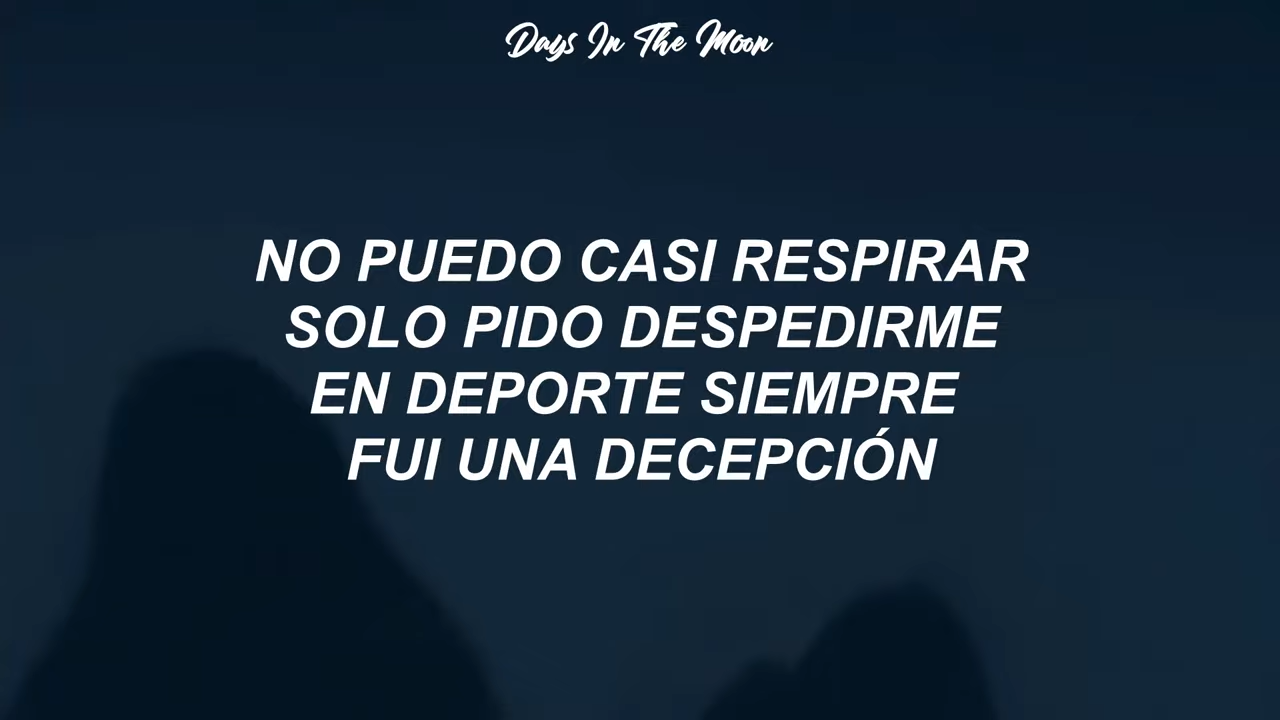 Days In The Moon
NO PUEDO CASI RESPIRAR
SOLO PIDO DESPEDIRME
EN DEPORTE SIEMPRE
FUI UNA DECEPCIÓN